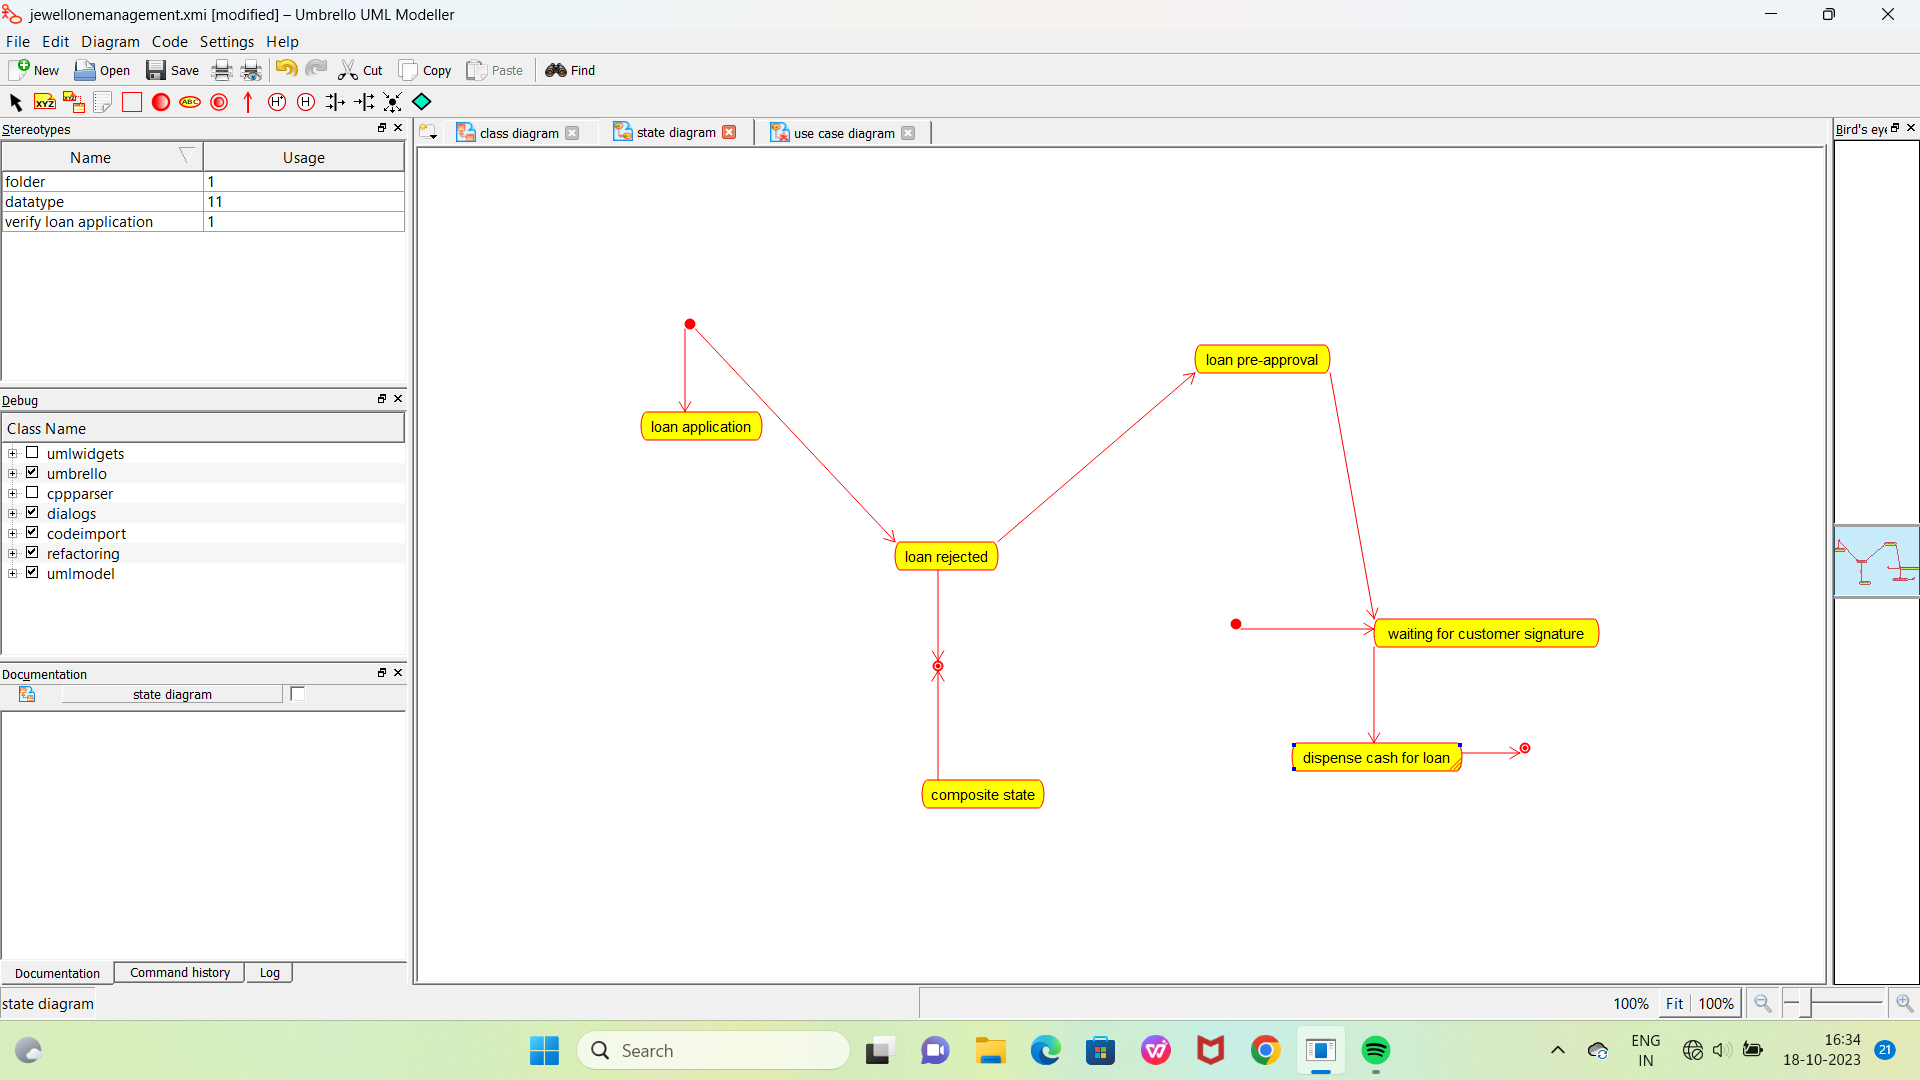 jewellonemanagement.xmi [modified] – Umbrello UML Modeller
File Edit Diagram Code Settings Help
New Open Save Cut Copy Paste Find
XYZ XYZ ABC H* H
Stereotypes
Name Usage
folder 1
datatype 11
verify loan application 1
Debug
Class Name
umlwidgets
umbrello
cppparser
dialogs
codeimport
refactoring
umlmodel
Documentation
state diagram
Documentation Command history Log
state diagram
class diagram state diagram use case diagram
loan application
loan pre-approval
loan rejected
waiting for customer signature
dispense cash for loan
composite state
Bird's eye
100% Fit 100%
Search
ENG
IN
16:34
18-10-2023
21